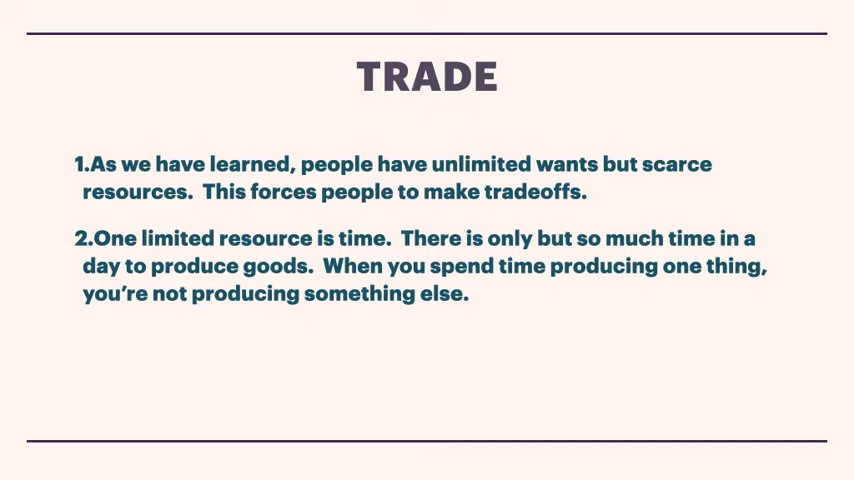 TRADE
1.As we have learned, people have unlimited wants but scarce
resources.  This forces people to make tradeoffs.
2.One limited resource is time.  There is only but so much time in a
day to produce goods.  When you spend time producing one thing,
you’re not producing something else.